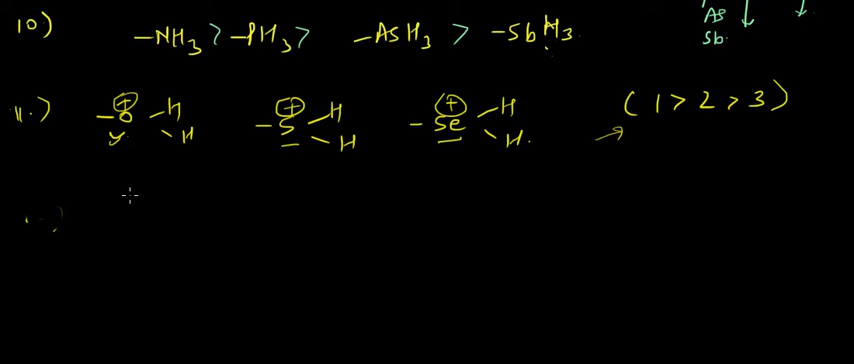 As
Sb.
10) -NH3 > -PH3 > -AsH3 > -SbH3
11.) -O⊕ H H -S⊕ H H -Se⊕ H H. → (1 > 2 > 3)